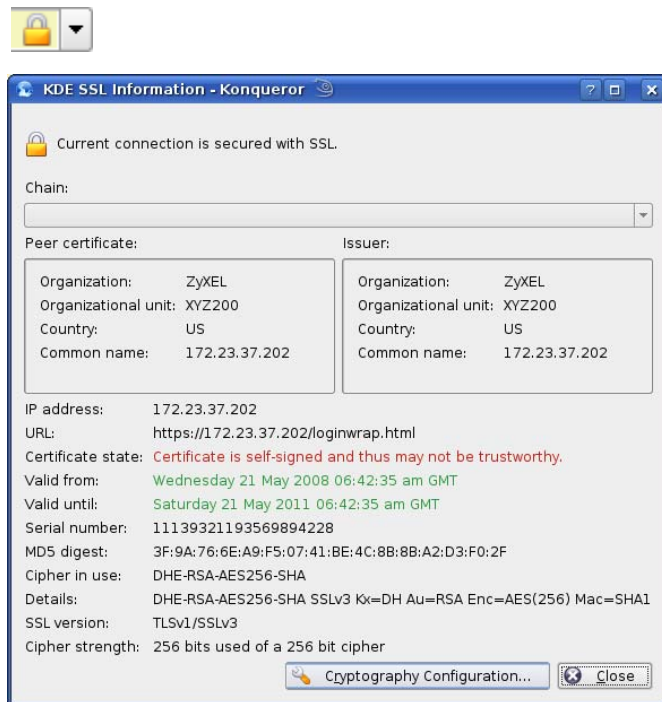 KDE SSL Information - Konqueror
Current connection is secured with SSL.
Chain:
Peer certificate: Issuer:
Organization: ZyXEL Organization: ZyXEL
Organizational unit: XYZ200 Organizational unit: XYZ200
Country: US Country: US
Common name: 172.23.37.202 Common name: 172.23.37.202
IP address: 172.23.37.202
URL: https://172.23.37.202/loginwrap.html
Certificate state: Certificate is self-signed and thus may not be trustworthy.
Valid from: Wednesday 21 May 2008 06:42:35 am GMT
Valid until: Saturday 21 May 2011 06:42:35 am GMT
Serial number: 11139321193569894228
MD5 digest: 3F:9A:76:6E:A9:F5:07:41:BE:4C:8B:8B:A2:D3:F0:2F
Cipher in use: DHE-RSA-AES256-SHA
Details: DHE-RSA-AES256-SHA SSLv3 Kx=DH Au=RSA Enc=AES(256) Mac=SHA1
SSL version: TLSv1/SSLv3
Cipher strength: 256 bits used of a 256 bit cipher
Cryptography Configuration... Close